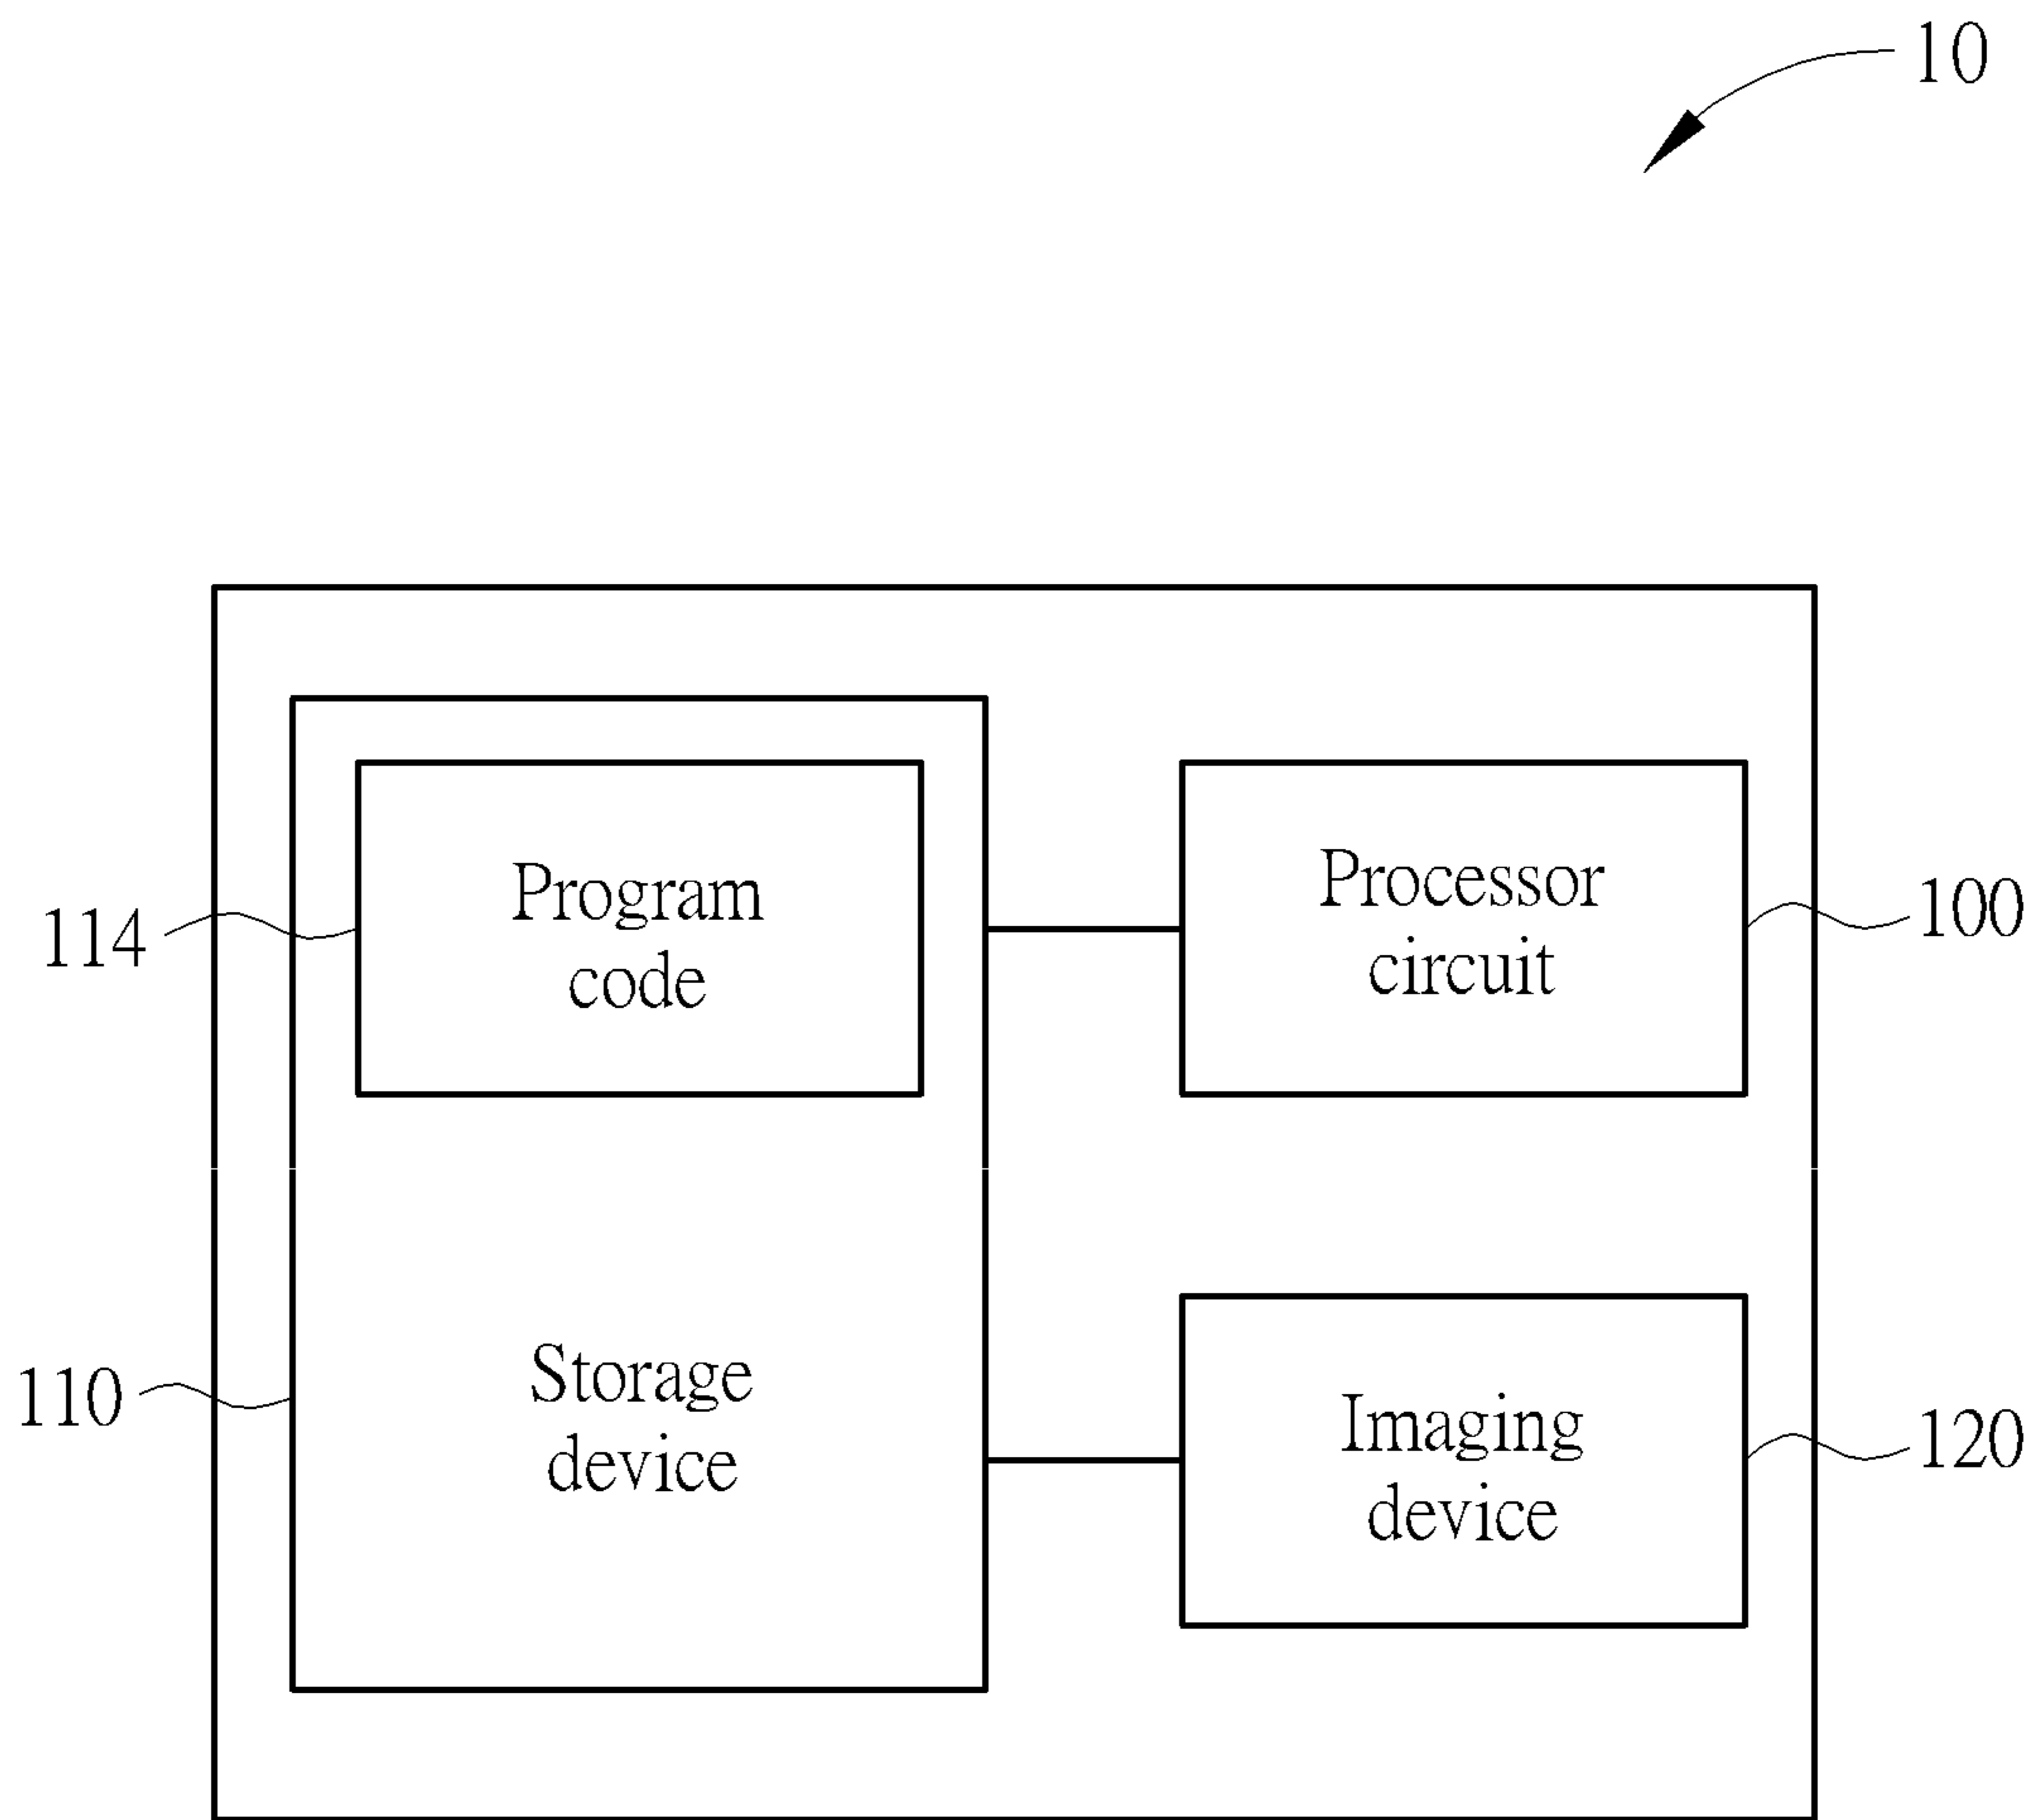 10
Program
code
Processor
circuit
114
100
Storage
device
110
Imaging
device
120